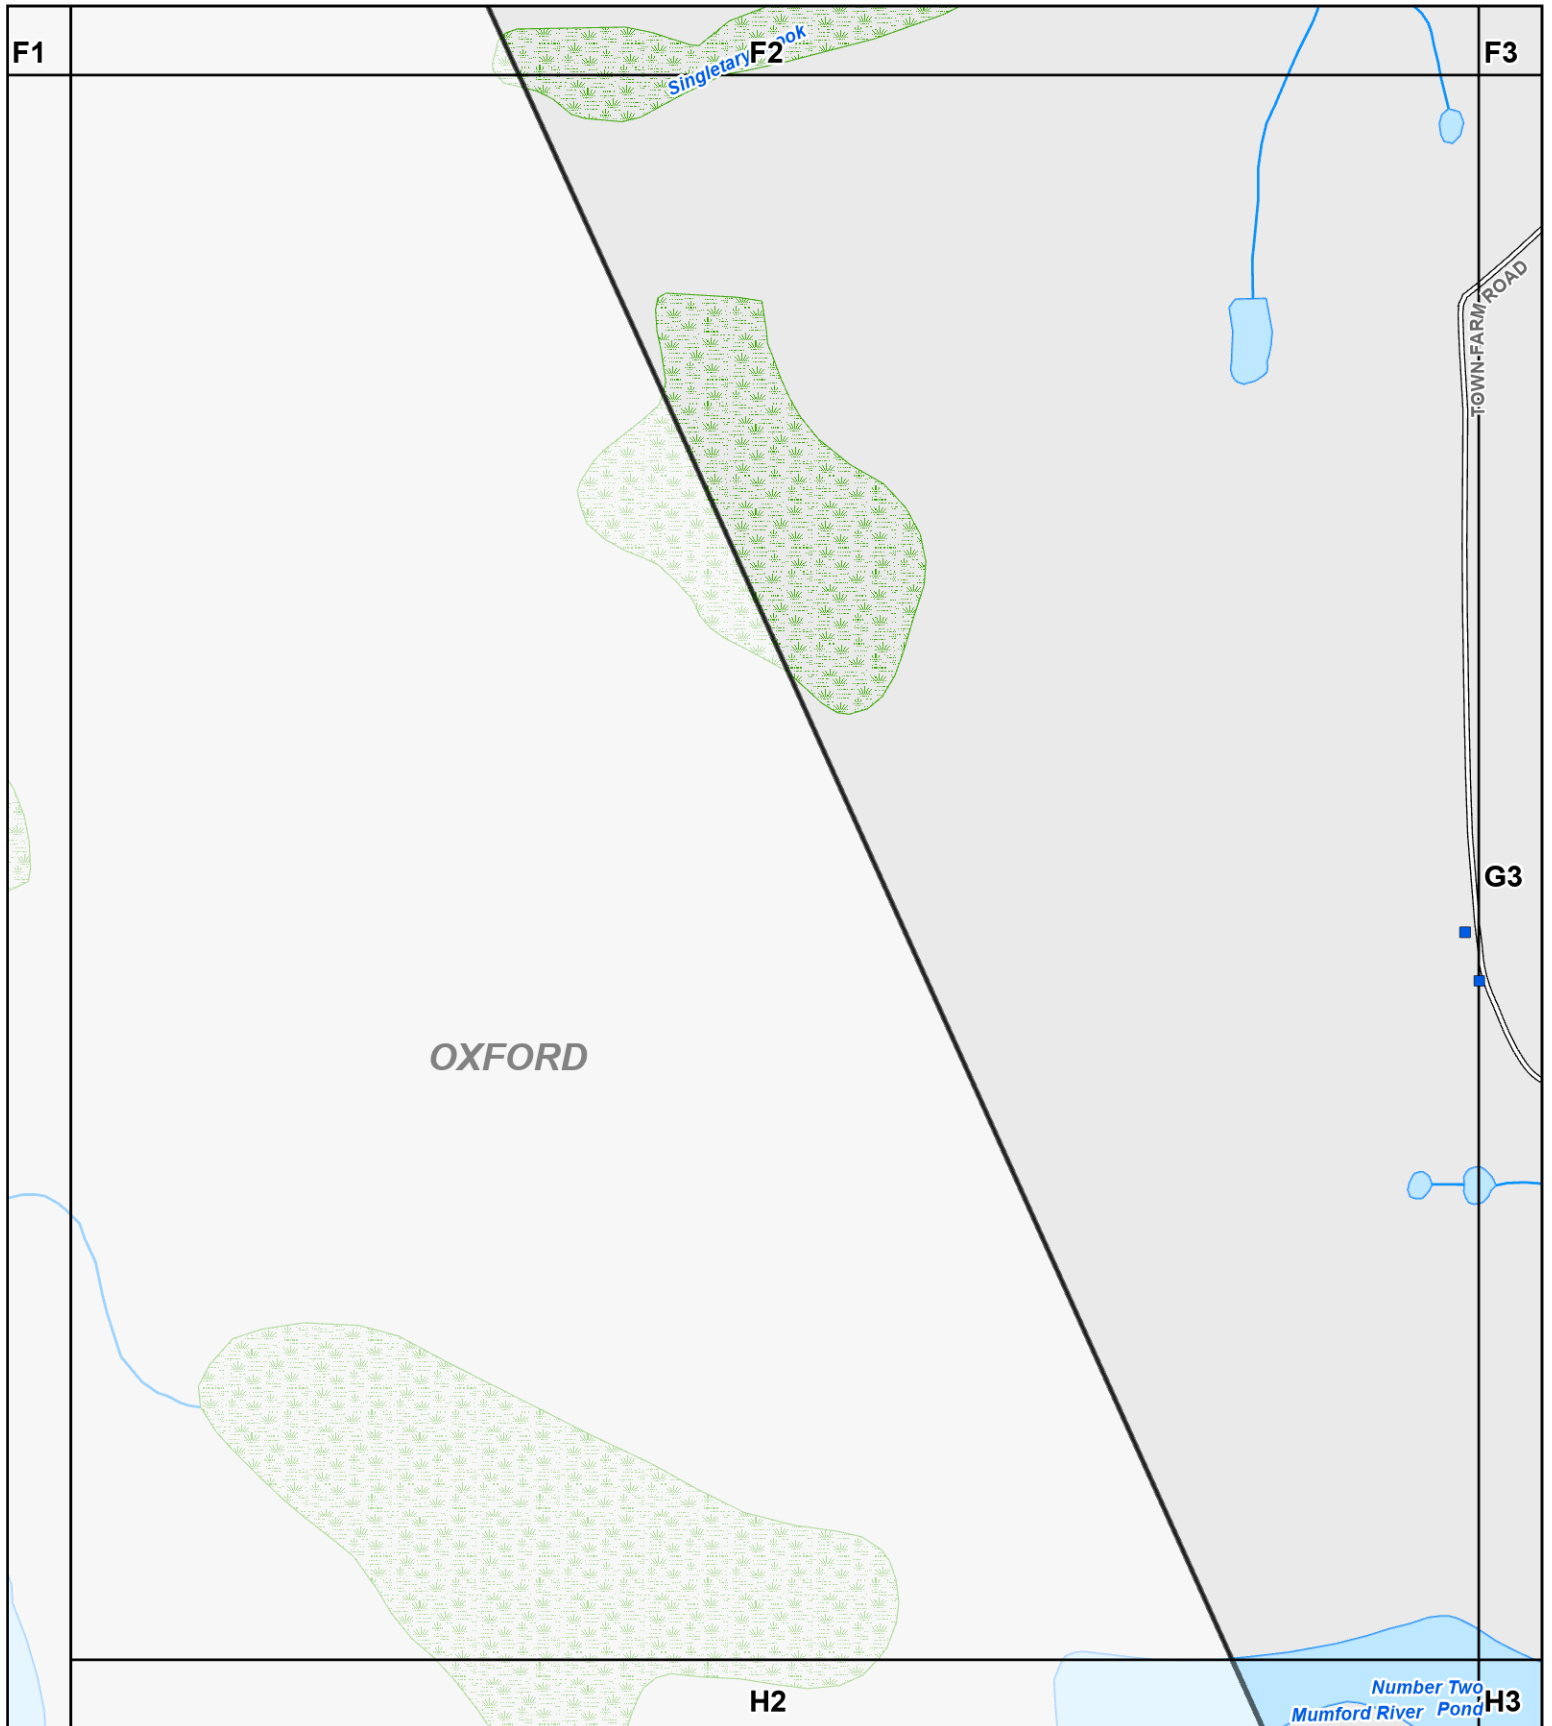 F1
F2
F3
Singletary
TOWN-FARM ROAD
G3
OXFORD
H2
Number Two
Pond
Mumford River
H3